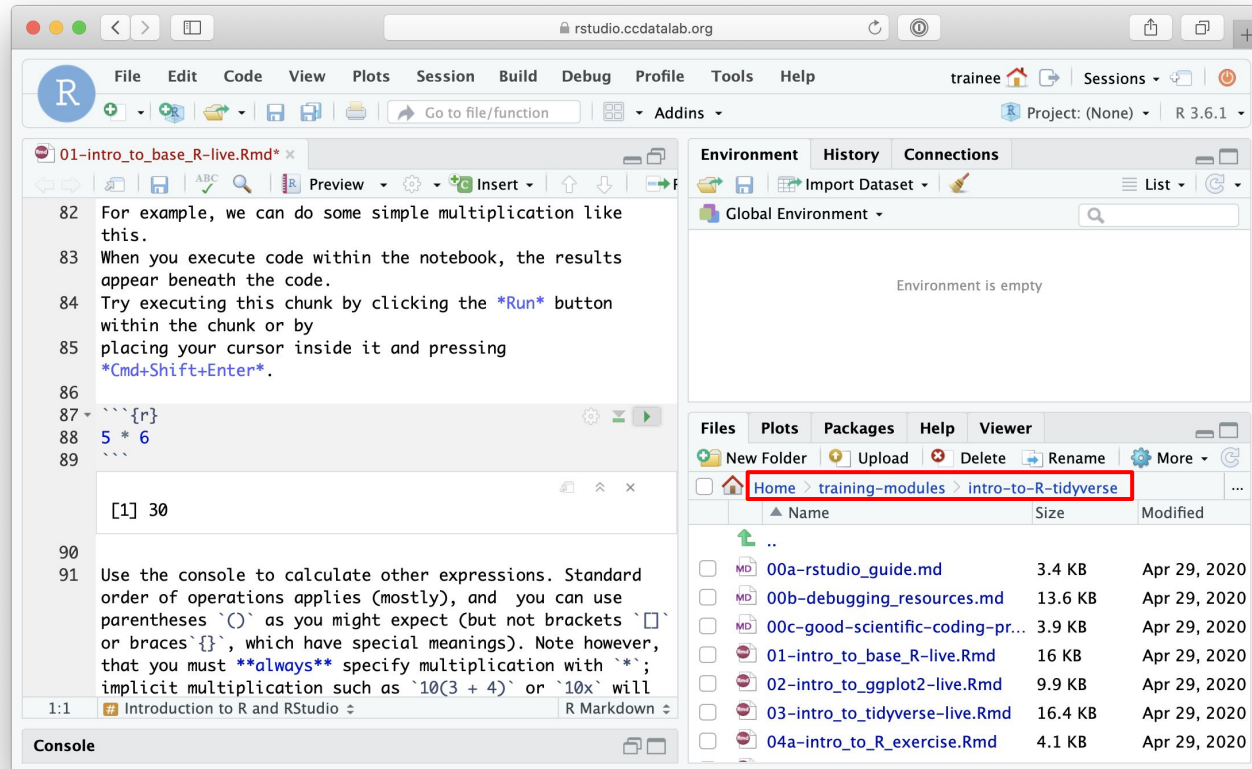 rstudio.ccdatalab.org
R
File Edit Code View Plots Session Build Debug Profile Tools Help
trainee Sessions
Go to file/function Addins
Project: (None) R 3.6.1
01-intro_to_base_R-live.Rmd*
ABC Preview Insert
82 For example, we can do some simple multiplication like
this.
83 When you execute code within the notebook, the results
appear beneath the code.
84 Try executing this chunk by clicking the *Run* button
within the chunk or by
85 placing your cursor inside it and pressing
*Cmd+Shift+Enter*.
86
87 ```{r}
88 5 * 6
89 ```
[1] 30
90
91 Use the console to calculate other expressions. Standard
order of operations applies (mostly), and  you can use
parentheses `()` as you might expect (but not brackets `[]`
or braces`{}`, which have special meanings). Note however,
that you must **always** specify multiplication with `*`;
implicit multiplication such as `10(3 + 4)` or `10x` will
1:1 # Introduction to R and RStudio R Markdown
Console
Environment History Connections
Import Dataset List
Global Environment
Environment is empty
Files Plots Packages Help Viewer
New Folder Upload Delete Rename More
Home > training-modules > intro-to-R-tidyverse ...
Name Size Modified
..
MD 00a-rstudio_guide.md 3.4 KB Apr 29, 2020
MD 00b-debugging_resources.md 13.6 KB Apr 29, 2020
MD 00c-good-scientific-coding-pr... 3.9 KB Apr 29, 2020
Rmd 01-intro_to_base_R-live.Rmd 16 KB Apr 29, 2020
Rmd 02-intro_to_ggplot2-live.Rmd 9.9 KB Apr 29, 2020
Rmd 03-intro_to_tidyverse-live.Rmd 16.4 KB Apr 29, 2020
Rmd 04a-intro_to_R_exercise.Rmd 4.1 KB Apr 29, 2020